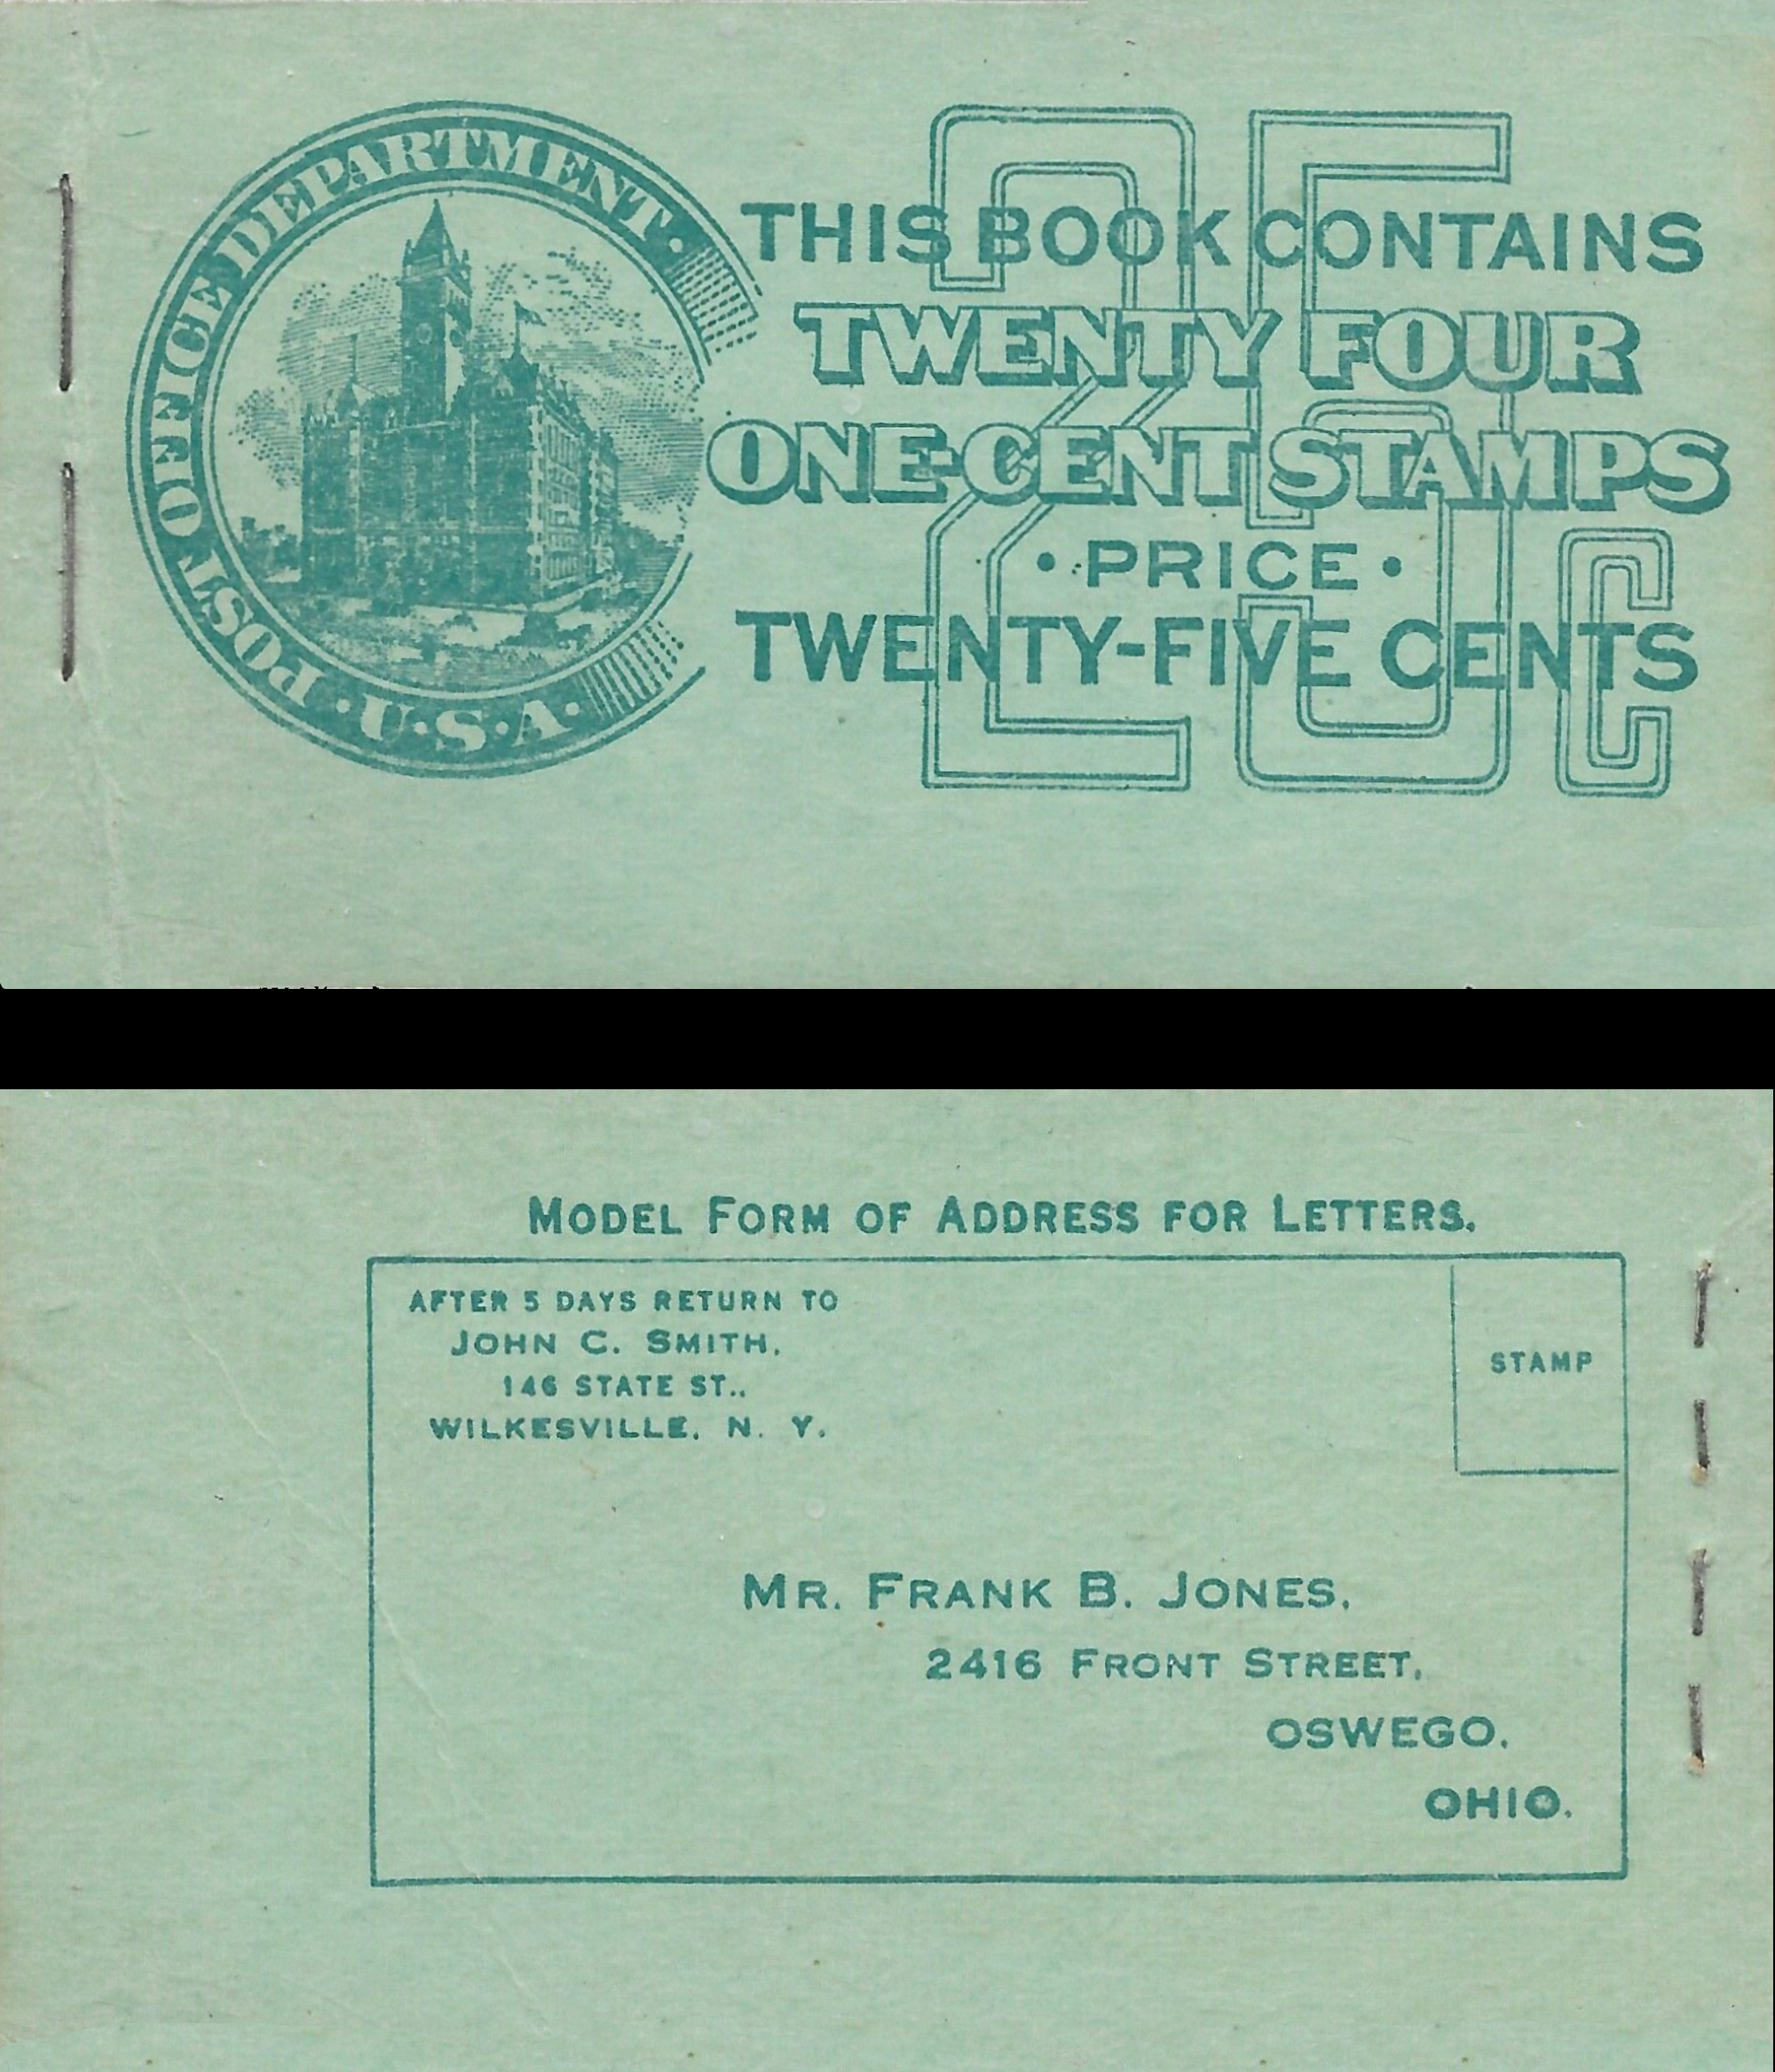 POST OFFICE DEPARTMENT · U·S·A·
25c
THIS BOOK CONTAINS
TWENTY FOUR
ONE-CENT STAMPS
· PRICE ·
TWENTY-FIVE CENTS
MODEL FORM OF ADDRESS FOR LETTERS.
AFTER 5 DAYS RETURN TO
JOHN C. SMITH,
146 STATE ST.,
WILKESVILLE, N. Y.
STAMP
MR. FRANK B. JONES,
2416 FRONT STREET,
OSWEGO,
OHIO.